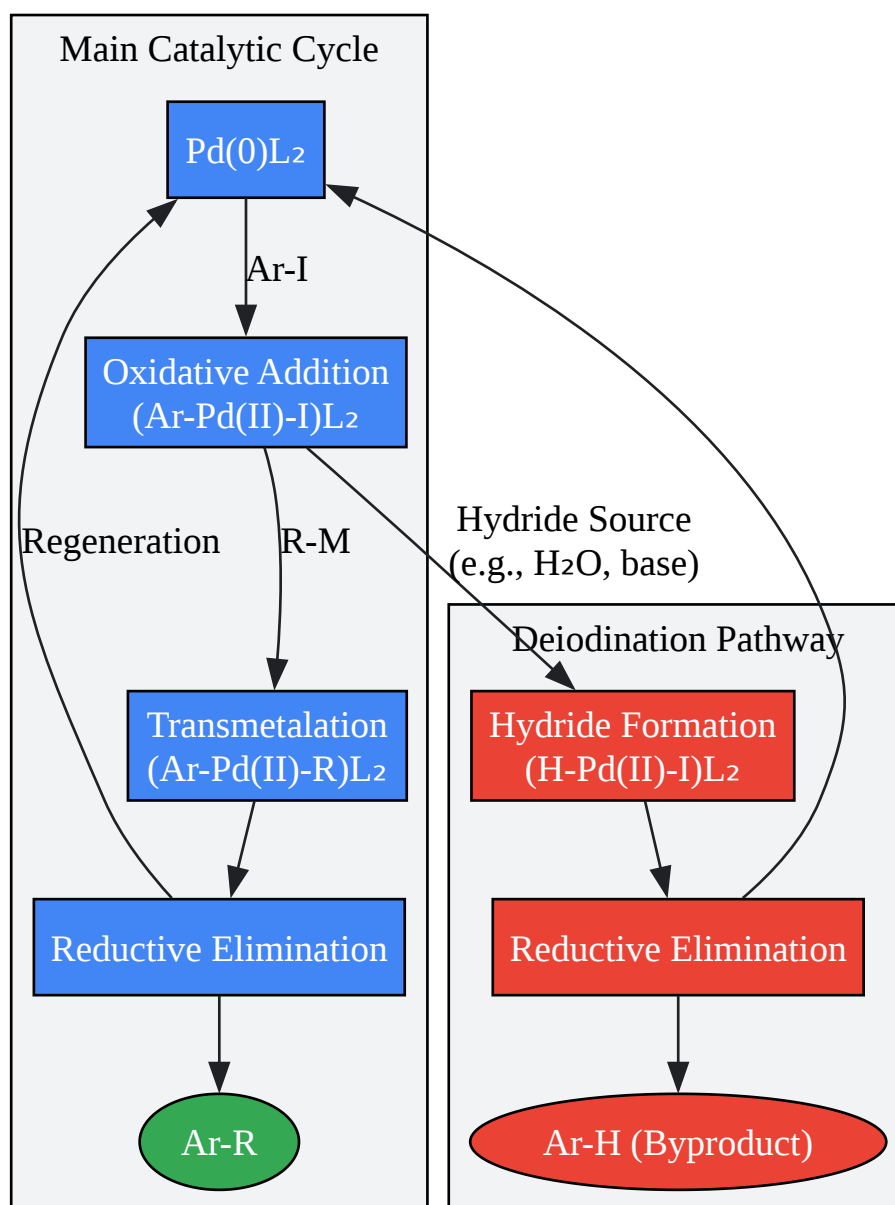 Main Catalytic Cycle
Pd(0)L₂
Ar-I
Oxidative Addition
(Ar-Pd(II)-I)L₂
Regeneration
R-M
Hydride Source
(e.g., H₂O, base)
Deiodination Pathway
Transmetalation
(Ar-Pd(II)-R)L₂
Hydride Formation
(H-Pd(II)-I)L₂
Reductive Elimination
Reductive Elimination
Ar-R
Ar-H (Byproduct)